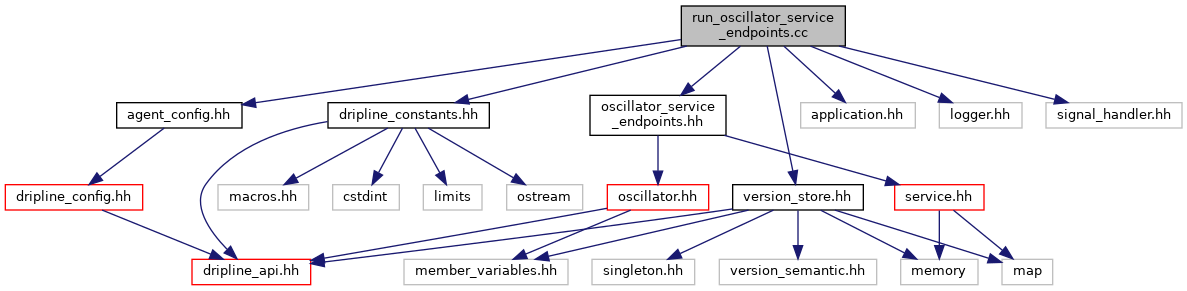 run_oscillator_service
_endpoints.cc
agent_config.hh
dripline_constants.hh
oscillator_service
_endpoints.hh
application.hh
logger.hh
signal_handler.hh
dripline_config.hh
macros.hh
cstdint
limits
ostream
oscillator.hh
version_store.hh
service.hh
dripline_api.hh
member_variables.hh
singleton.hh
version_semantic.hh
memory
map